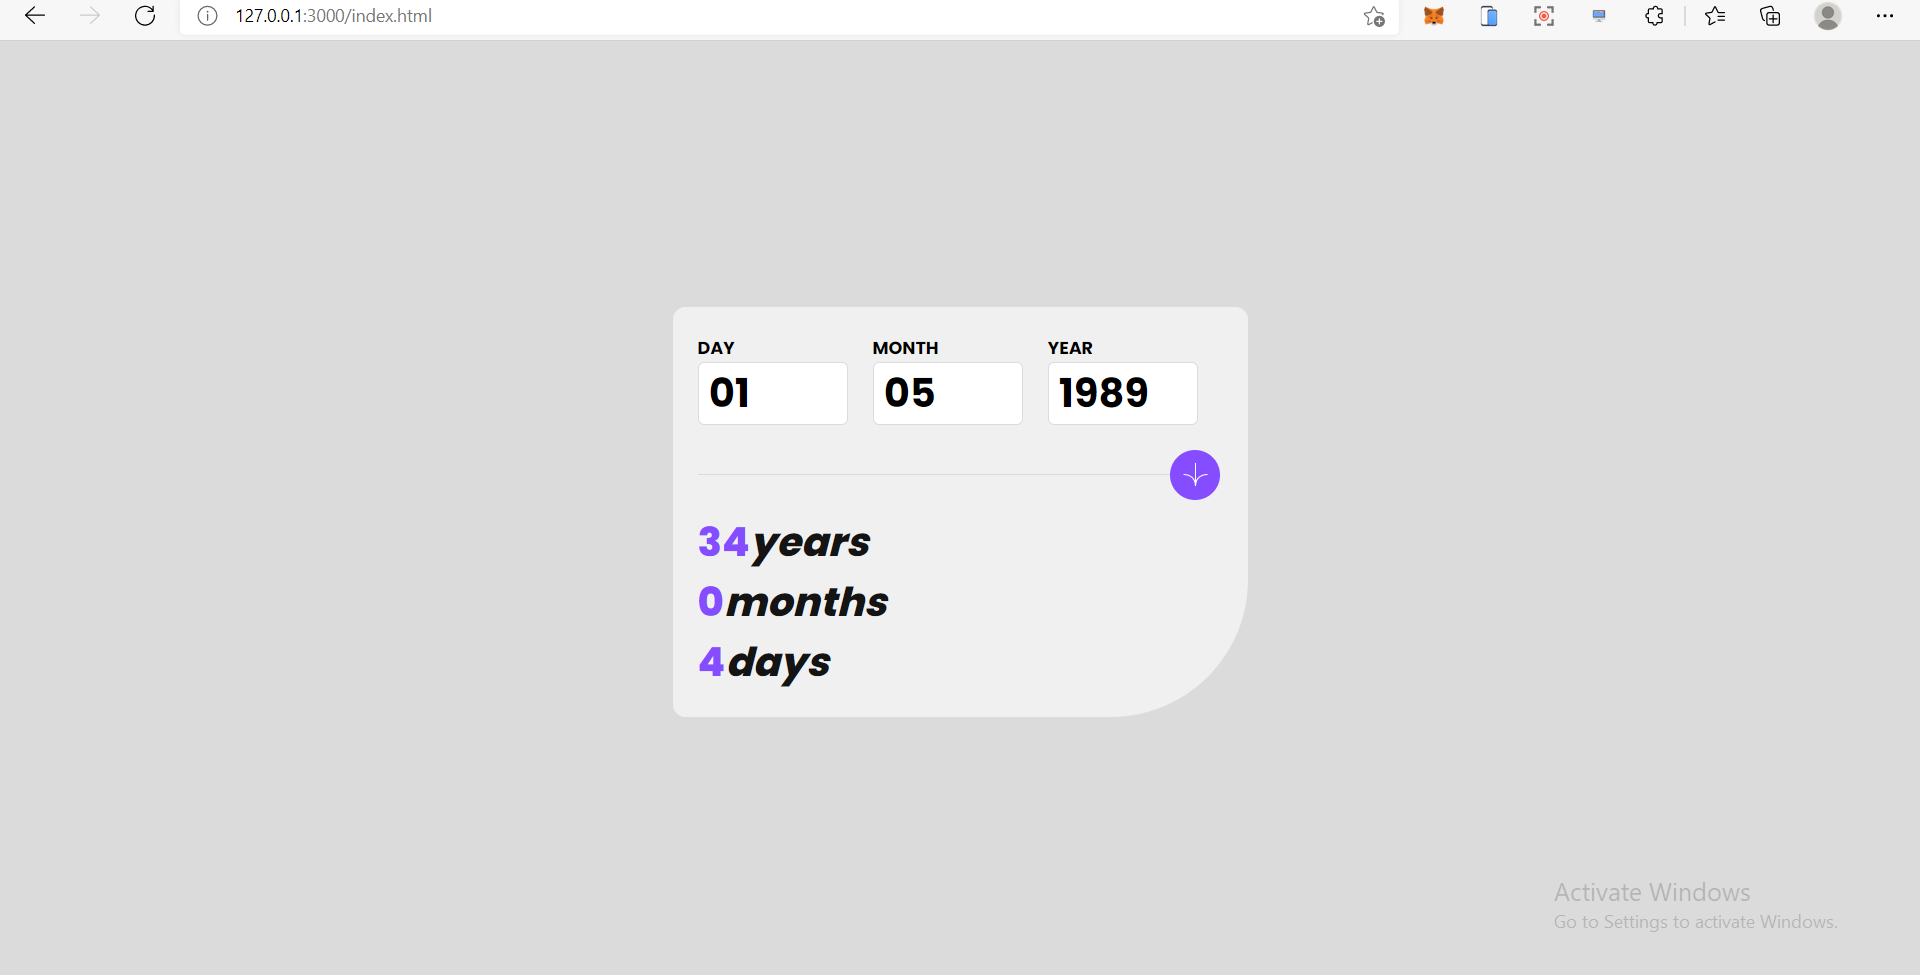 127.0.0.1:3000/index.html
DAY MONTH YEAR
01 05 1989
34years
0months
4days
Activate Windows
Go to Settings to activate Windows.